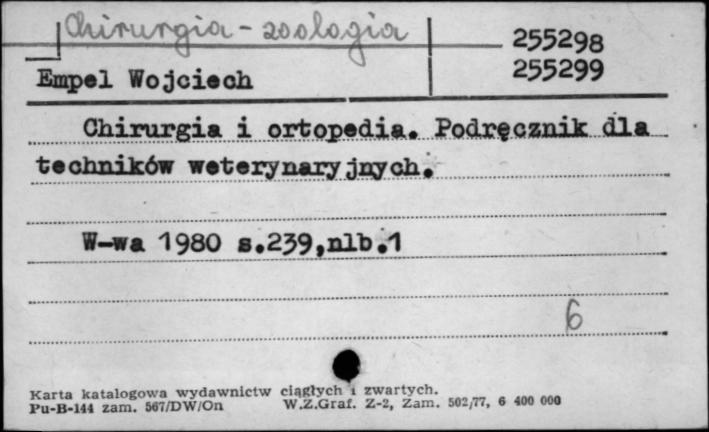 Chirurgia - zoologia
255298
Empel Wojciech
255299
Chirurgia i ortopedia. Podręcznik dla
techników weterynaryjnych.
W-wa 1980 s.239,nlb.1
6
Karta katalogowa wydawnictw ciągłych i zwartych.
Pu-B-144 zam. 567/DW/On W.Z.Graf. Z-2, Zam. 502/77, 6 400 000